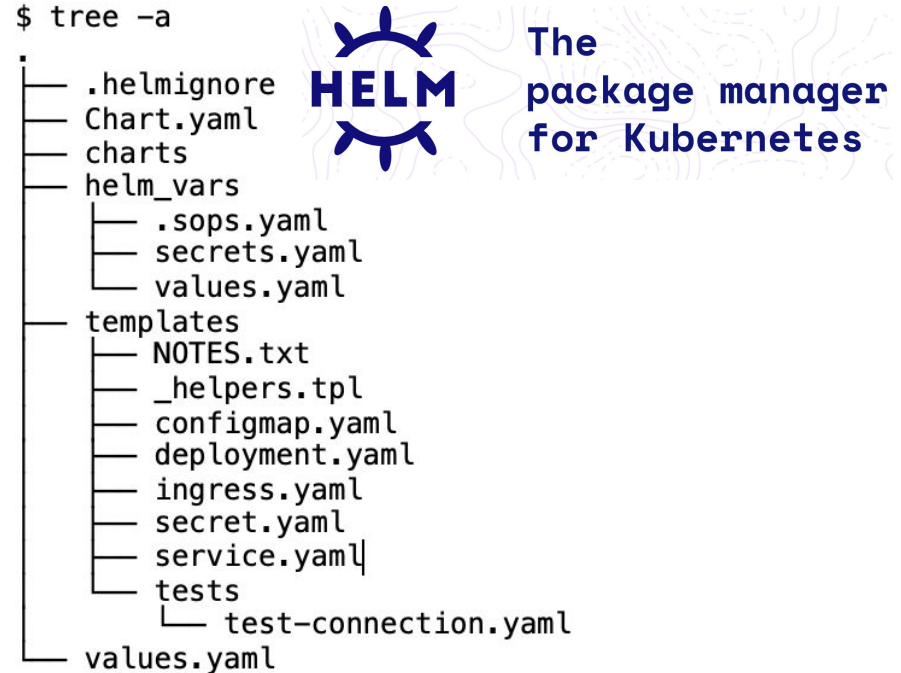 $ tree -a
.
├── .helmignore
├── Chart.yaml
├── charts
├── helm_vars
│   ├── .sops.yaml
│   ├── secrets.yaml
│   └── values.yaml
├── templates
│   ├── NOTES.txt
│   ├── _helpers.tpl
│   ├── configmap.yaml
│   ├── deployment.yaml
│   ├── ingress.yaml
│   ├── secret.yaml
│   ├── service.yaml
│   └── tests
│       └── test-connection.yaml
└── values.yaml
HELM
The
package manager
for Kubernetes